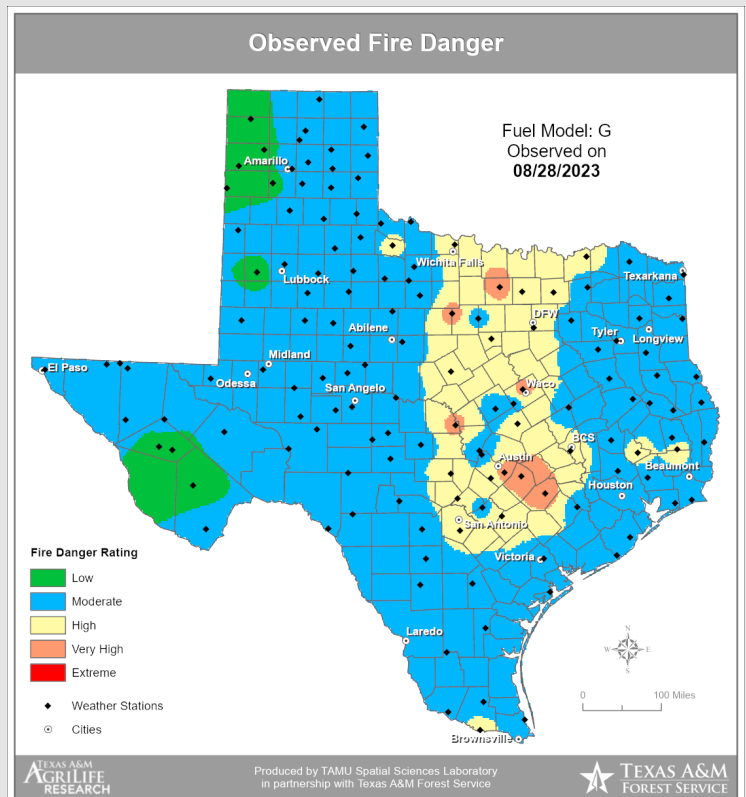 Observed Fire Danger
Fuel Model: G
Observed on
08/28/2023
Amarillo
Wichita Falls
Texarkana
Lubbock
DFW
Abilene
Tyler
Longview
Midland
El Paso
Odessa
San Angelo
Waco
BCS
Austin
Beaumont
Houston
San Antonio
Victoria
Fire Danger Rating
Low
Moderate
High
Very High
Extreme
Laredo
N
W E
S
Weather Stations
0 100 Miles
Cities
Brownsville
TEXAS A&M
AGRILIFE
RESEARCH
Produced by TAMU Spatial Sciences Laboratory
in partnership with Texas A&M Forest Service
TEXAS A&M
FOREST SERVICE